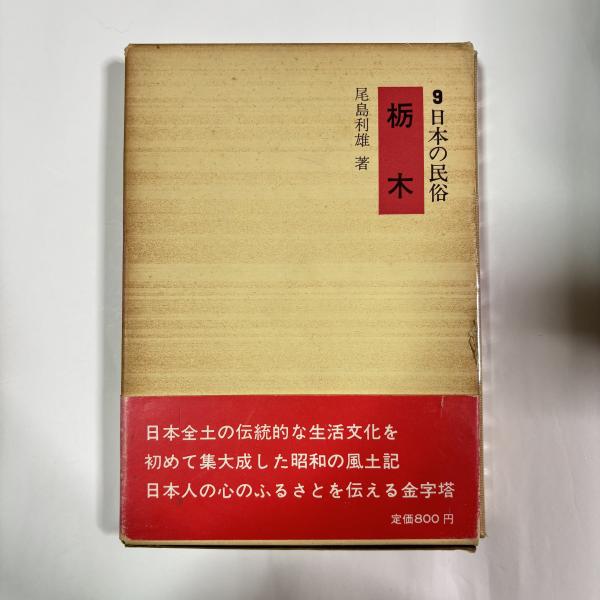 9 日本の民俗
栃木
尾島利雄 著
日本全土の伝統的な生活文化を
初めて集大成した昭和の風土記
日本人の心のふるさとを伝える金字塔
定価800円